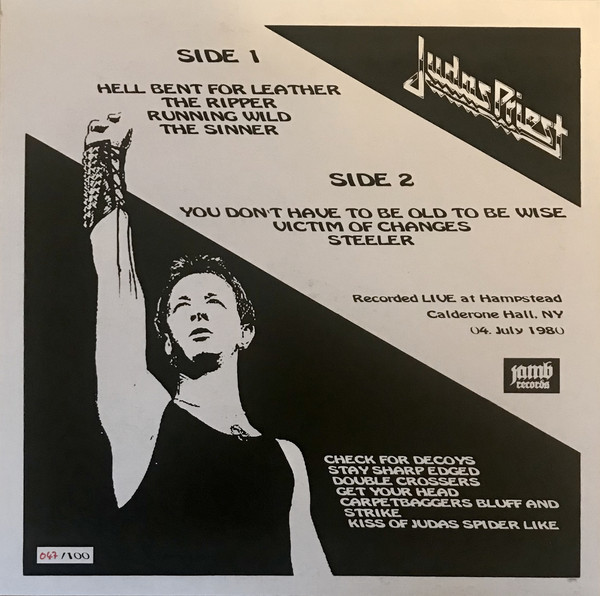 Judas Priest
SIDE 1
HELL BENT FOR LEATHER
THE RIPPER
RUNNING WILD
THE SINNER
SIDE 2
YOU DON'T HAVE TO BE OLD TO BE WISE
VICTIM OF CHANGES
STEELER
Recorded LIVE at Hampstead
Calderone Hall, NY
04. July 1980
jamb
records
CHECK FOR DECOYS
STAY SHARP EDGED
DOUBLE CROSSERS
GET YOUR HEAD
CARPETBAGGERS BLUFF AND
STRIKE
KISS OF JUDAS SPIDER LIKE
047/100